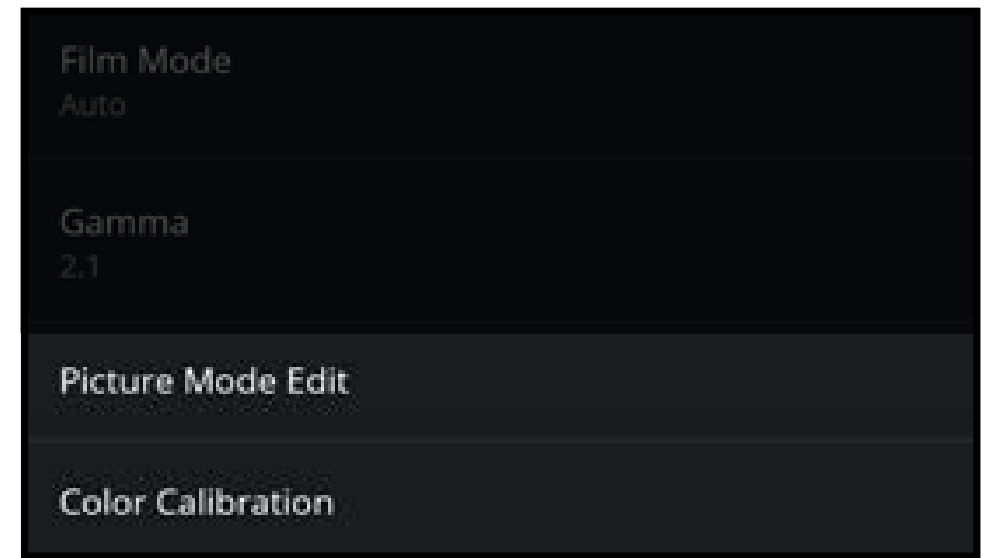 Film Mode
Auto
Gamma
2.1
Picture Mode Edit
Color Calibration